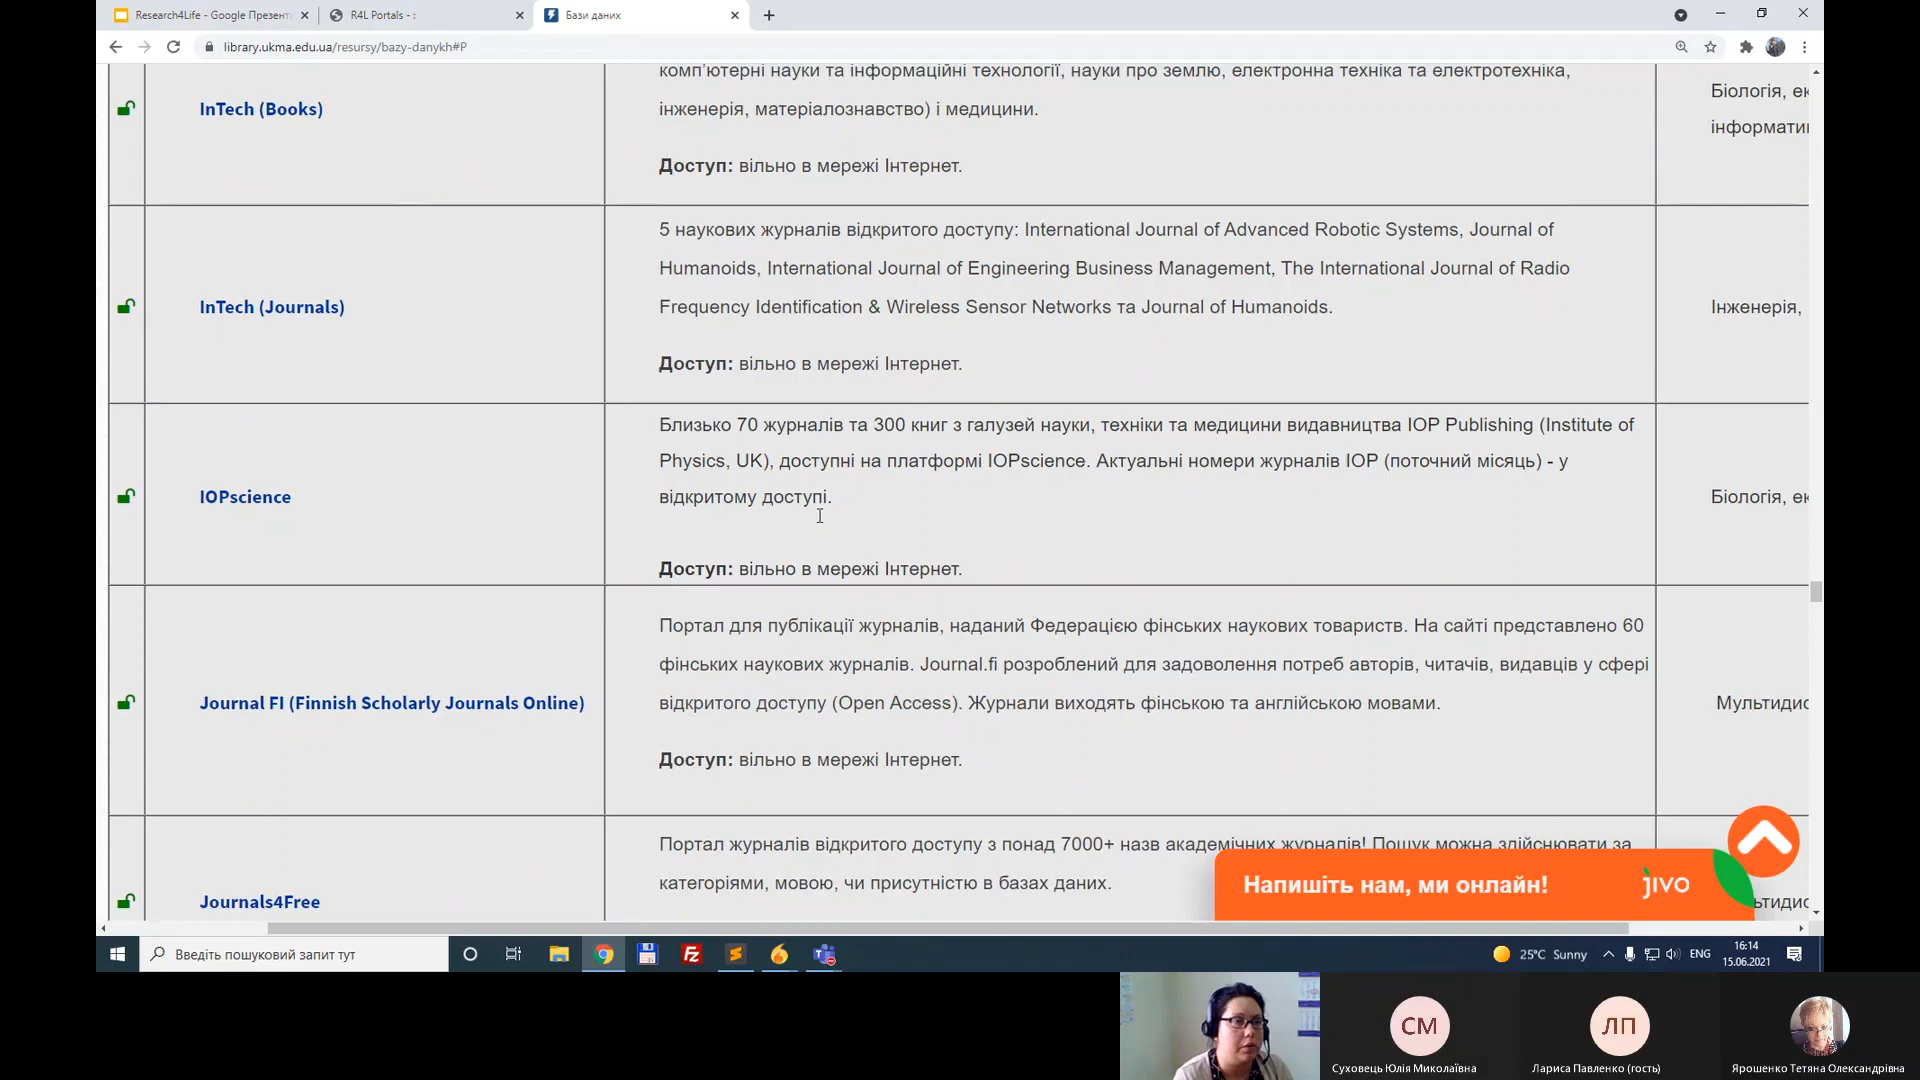 Research4Life - Google Презент
R4L Portals - :
Бази даних
library.ukma.edu.ua/resursy/bazy-danykh#P
комп'ютерні науки та інформаційні технології, науки про землю, електронна техніка та електротехніка,
InTech (Books)
інженерія, матеріалознавство) і медицини.
Біологія, ек
інформатин
Доступ: вільно в мережі Інтернет.
InTech (Journals)
5 наукових журналів відкритого доступу: International Journal of Advanced Robotic Systems, Journal of
Humanoids, International Journal of Engineering Business Management, The International Journal of Radio
Frequency Identification & Wireless Sensor Networks та Journal of Humanoids.
Інженерія,
Доступ: вільно в мережі Інтернет.
IOPscience
Близько 70 журналів та 300 книг з галузей науки, техніки та медицини видавництва IOP Publishing (Institute of
Physics, UK), доступні на платформі IOPscience. Актуальні номери журналів IOP (поточний місяць) - у
відкритому доступі.
Біологія, ек
Доступ: вільно в мережі Інтернет.
Journal FI (Finnish Scholarly Journals Online)
Портал для публікації журналів, наданий Федерацією фінських наукових товариств. На сайті представлено 60
фінських наукових журналів. Journal.fi розроблений для задоволення потреб авторів, читачів, видавців у сфері
відкритого доступу (Open Access). Журнали виходять фінською та англійською мовами.
Мультидис
Доступ: вільно в мережі Інтернет.
Journals4Free
Портал журналів відкритого доступу з понад 7000+ назв академічних журналів! Пошук можна здійснювати за
категоріями, мовою, чи присутністю в базах даних.
ьтидис
Напишіть нам, ми онлайн!
jivo
Введіть пошуковий запит тут
25°C Sunny
ENG
16:14
15.06.2021
СМ
ЛП
Суховець Юлія Миколаївна
Лариса Павленко (гость)
Ярошенко Тетяна Олександрівна